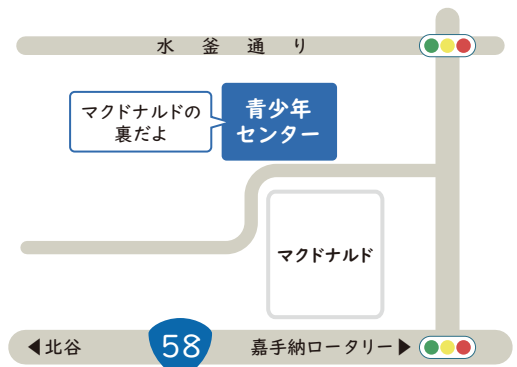 水釜通り
マクドナルドの
裏だよ
青少年
センター
マクドナルド
◀北谷
58
嘉手納ロータリー▶